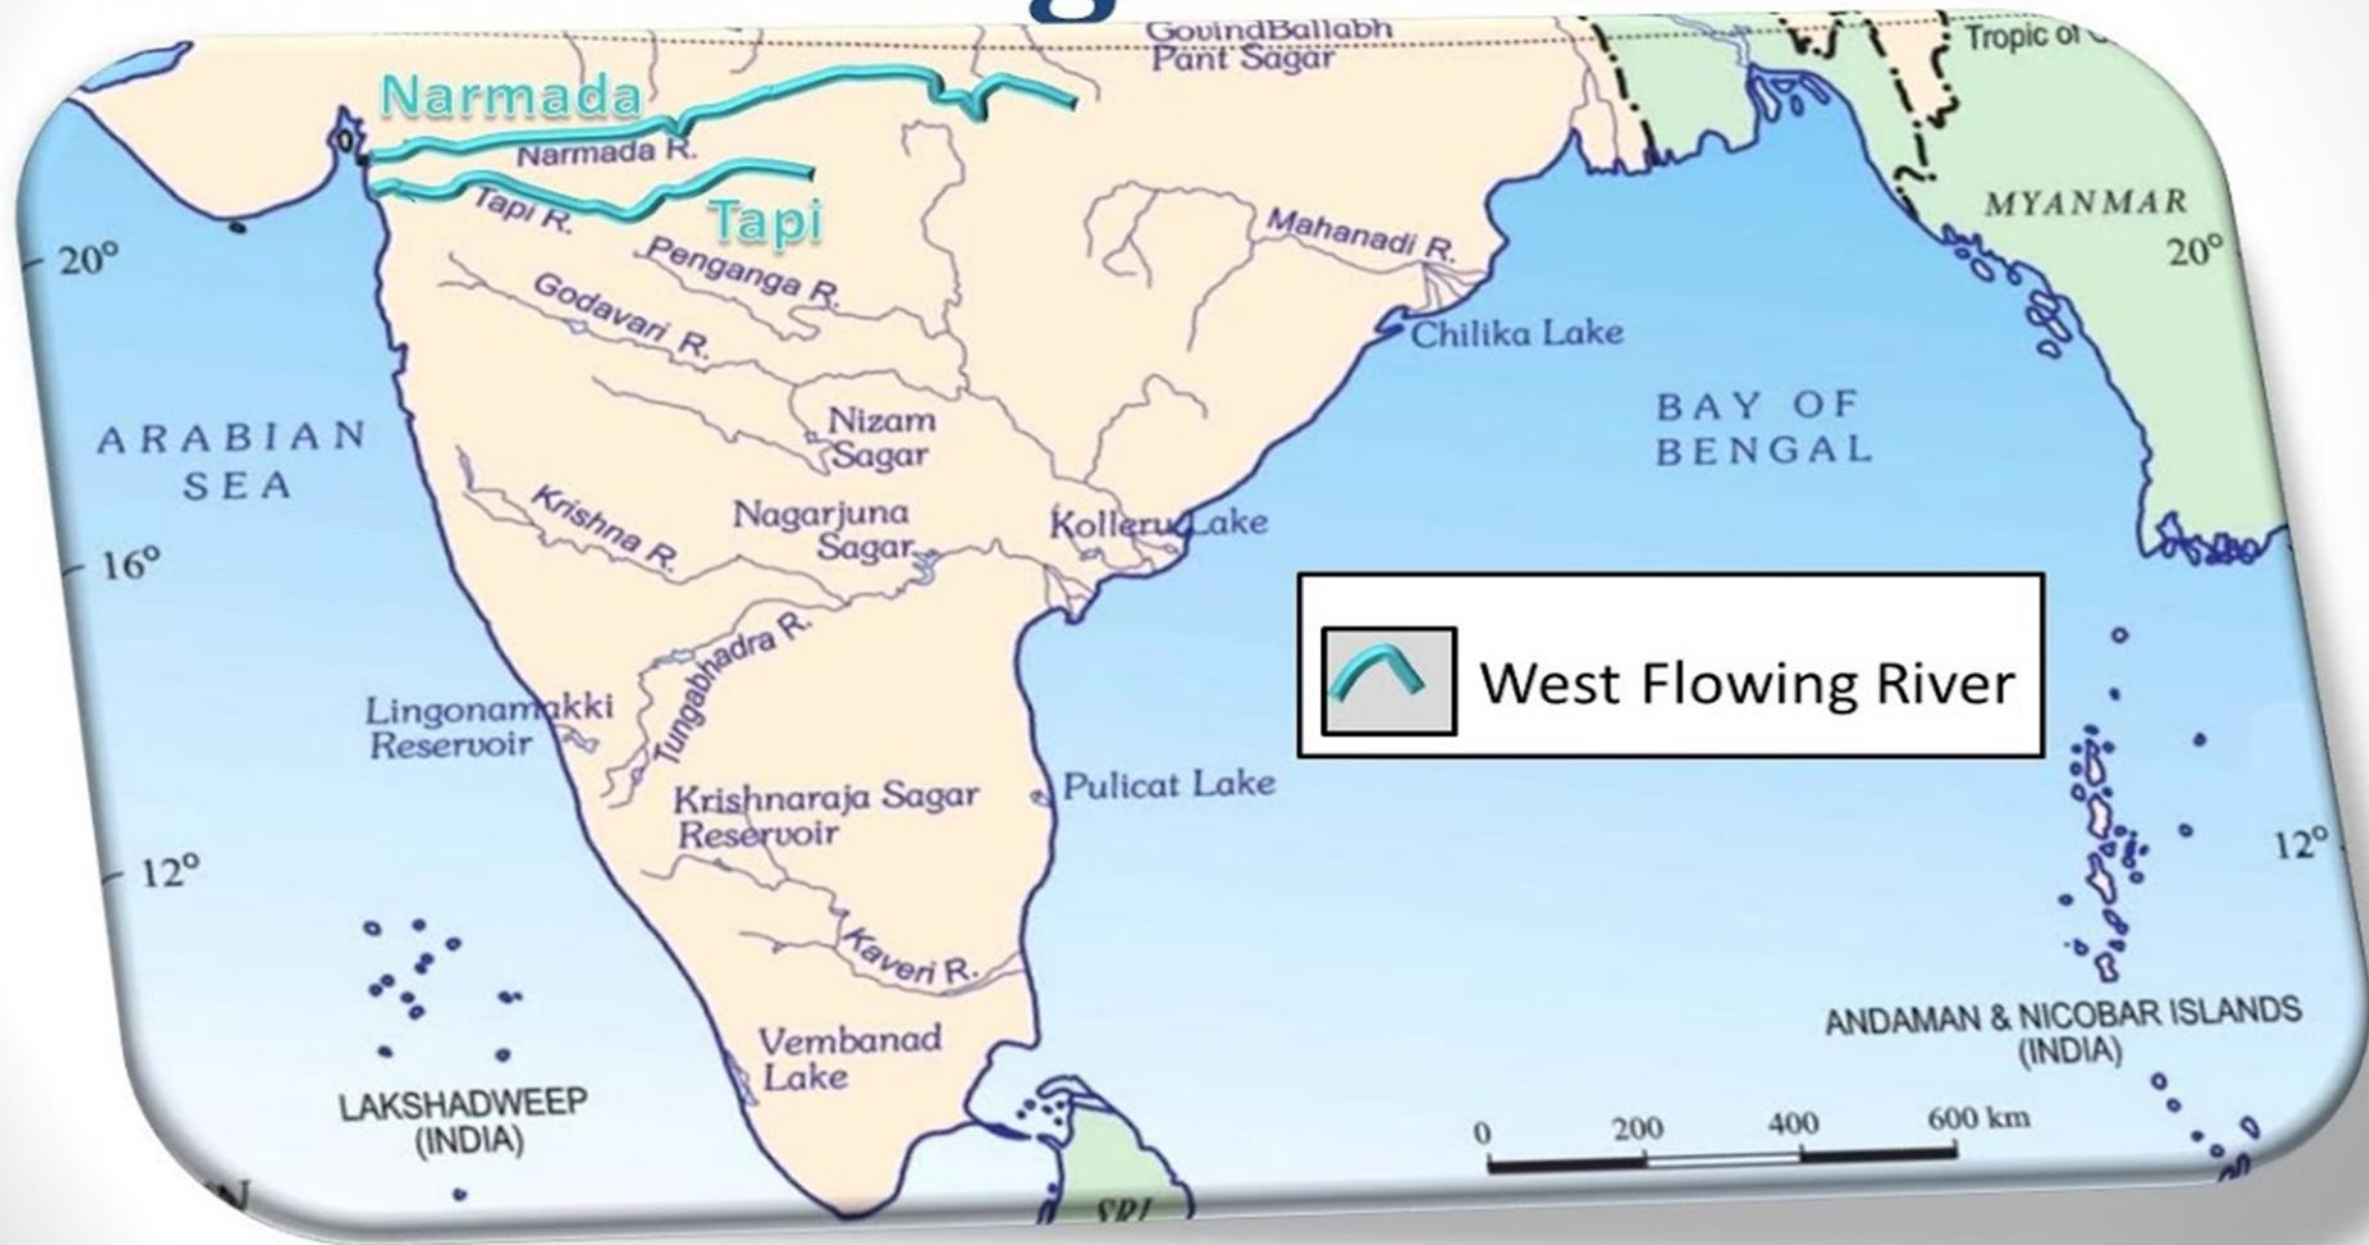 GovindBallabh
Pant Sagar
Tropic of
Narmada
Narmada R.
Tapi R.
Tapi
MYANMAR
20°
20°
Mahanadi R.
Penganga R.
Godavari R.
Chilika Lake
ARABIAN
SEA
BAY OF
BENGAL
Nizam
Sagar
Krishna R.
Nagarjuna
Sagar
Kolleru Lake
16°
West Flowing River
Tungabhadra R.
Lingonamakki
Reservoir
Krishnaraja Sagar
Reservoir
Pulicat Lake
12°
12°
Kaveri R.
Vembanad
Lake
LAKSHADWEEP
(INDIA)
ANDAMAN & NICOBAR ISLANDS
(INDIA)
0 200 400 600 km
SRI